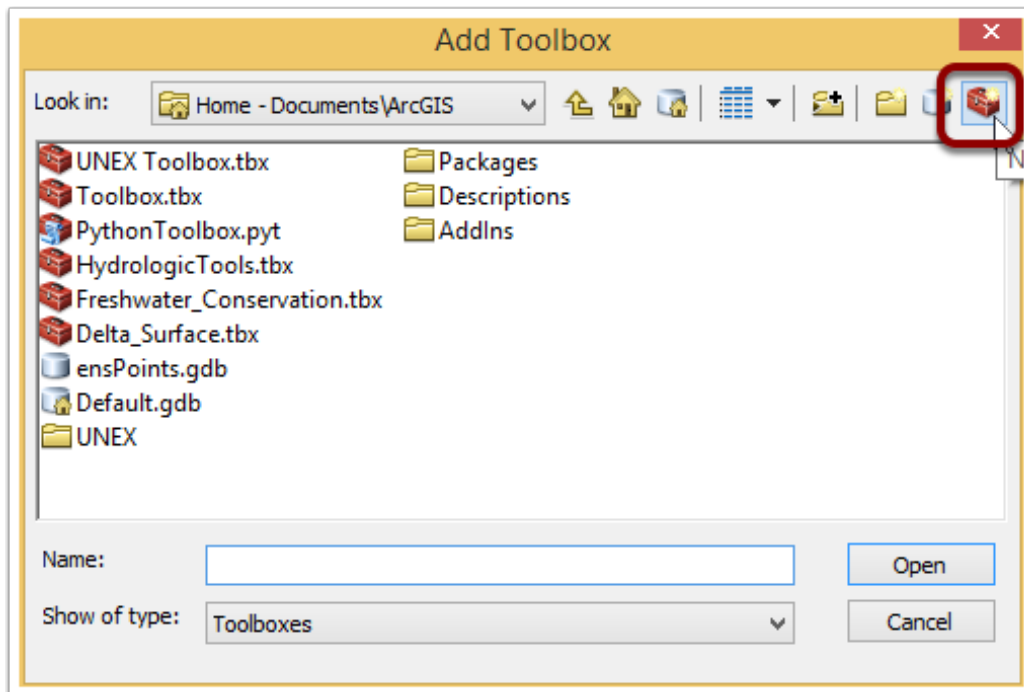 Add Toolbox
Look in:
Home - Documents\ArcGIS
UNEX Toolbox.tbx
Toolbox.tbx
PythonToolbox.pyt
HydrologicTools.tbx
Freshwater_Conservation.tbx
Delta_Surface.tbx
ensPoints.gdb
Default.gdb
UNEX
Packages
Descriptions
AddIns
Name:
Open
Show of type:
Toolboxes
Cancel